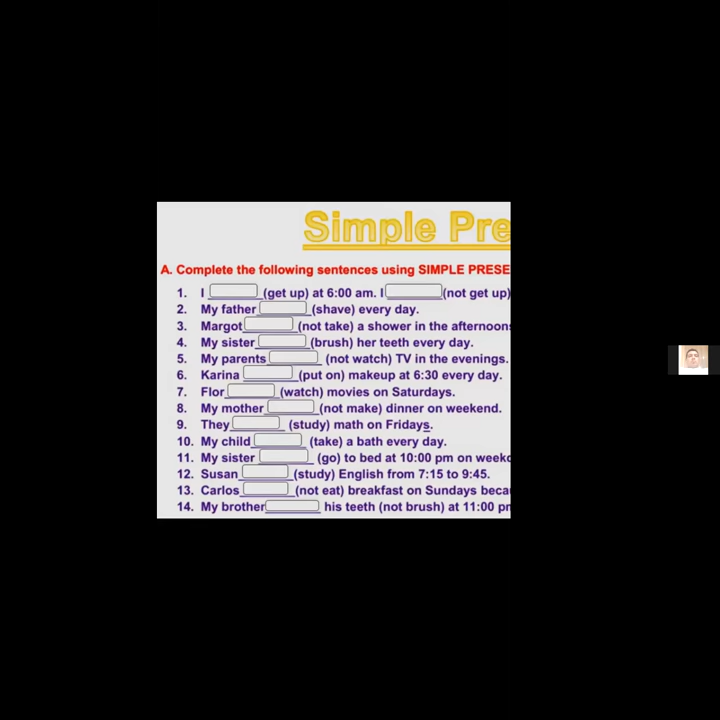 Simple Pre
A. Complete the following sentences using SIMPLE PRESE
1. I (get up) at 6:00 am. I (not get up)
2. My father (shave) every day.
3. Margot (not take) a shower in the afternoon
4. My sister (brush) her teeth every day.
5. My parents (not watch) TV in the evenings.
6. Karina (put on) makeup at 6:30 every day.
7. Flor (watch) movies on Saturdays.
8. My mother (not make) dinner on weekend.
9. They (study) math on Fridays.
10. My child (take) a bath every day.
11. My sister (go) to bed at 10:00 pm on week
12. Susan (study) English from 7:15 to 9:45.
13. Carlos (not eat) breakfast on Sundays beca
14. My brother his teeth (not brush) at 11:00 p